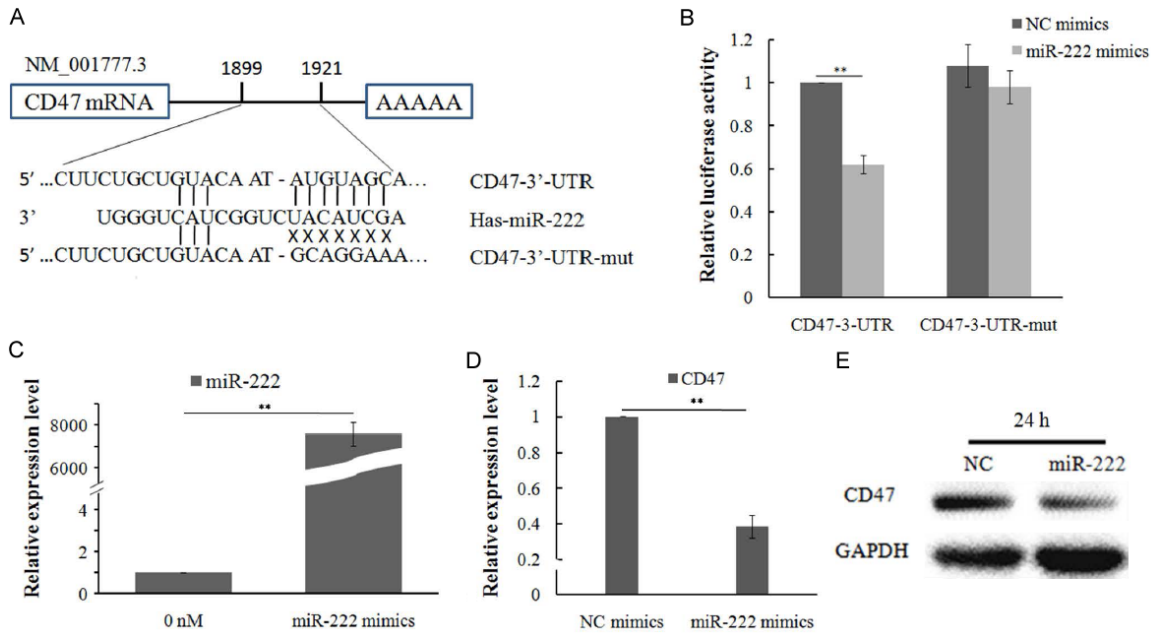 A
NM_001777.3
1899
1921
CD47 mRNA
AAAAA
5′ ...CUUCUGCUGUACA AU - AUGUAGCA... CD47-3’-UTR
3’ UGGGUCAUCGGUCUACAUCGA Has-miR-222
XXXXXXX
5′ ...CUUCUGCUGUACA AU - GCAGGAAA... CD47-3’-UTR-mut
B
NC mimics
miR-222 mimics
Relative luciferase activity
1.2
1
0.8
0.6
0.4
0.2
0
**
CD47-3-UTR
CD47-3-UTR-mut
C
miR-222
Relative expression level
8000
6000
4
2
1
0
**
0 nM
miR-222 mimics
D
CD47
Relative expression level
1.2
1
0.8
0.6
0.4
0.2
0
**
NC mimics
miR-222 mimics
E
24 h
NC
miR-222
CD47
GAPDH